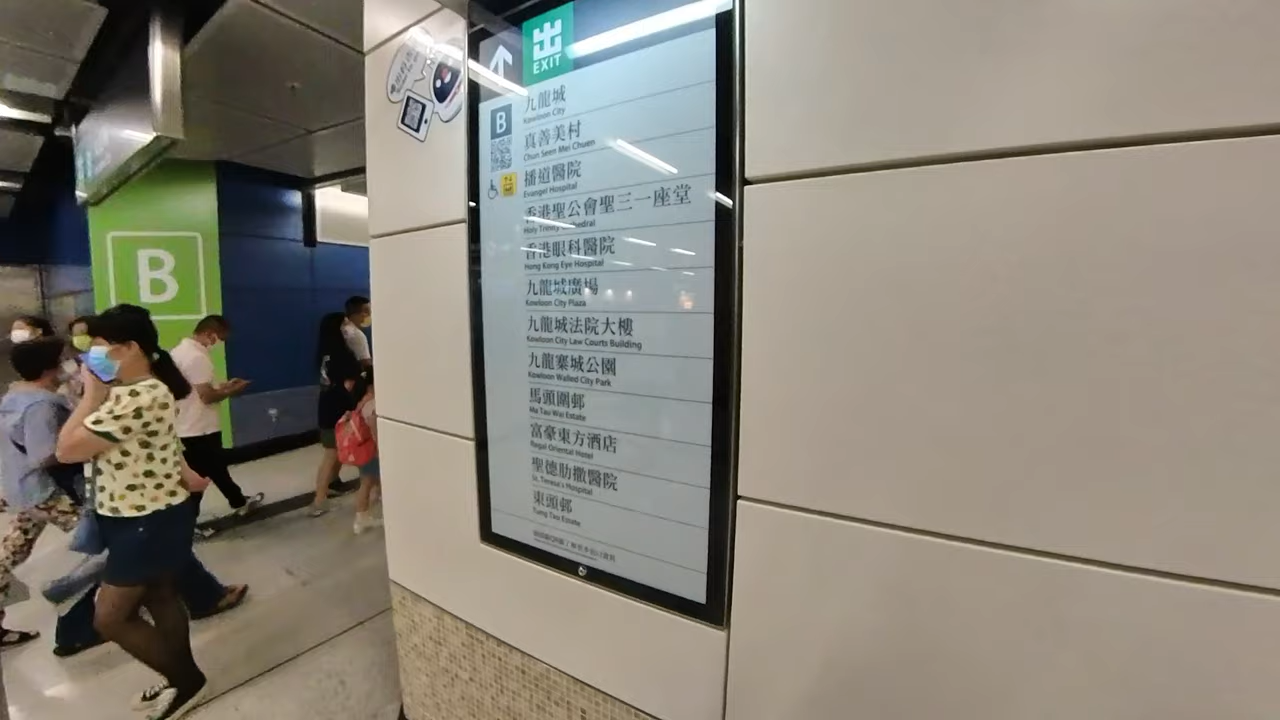 出
EXIT
B
九龍城
Kowloon City
真善美村
Chun Seen Mei Chuen
播道醫院
Evangel Hospital
香港聖公會聖三一座堂
Holy Trinity Cathedral
香港眼科醫院
Hong Kong Eye Hospital
九龍城廣場
Kowloon City Plaza
九龍城法院大樓
Kowloon City Law Courts Building
九龍寨城公園
Kowloon Walled City Park
馬頭圍邨
Ma Tau Wai Estate
富豪東方酒店
Regal Oriental Hotel
聖德肋撒醫院
St. Teresa's Hospital
東頭邨
Tung Tau Estate
B